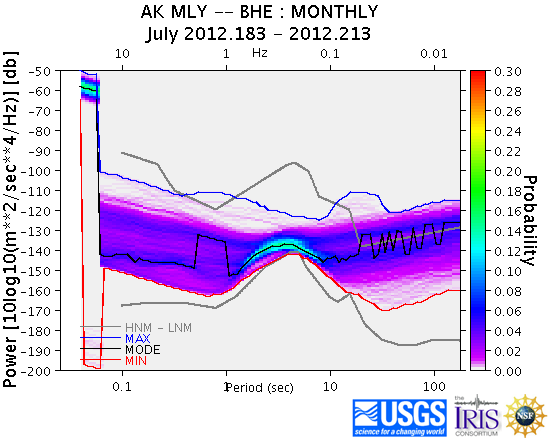 AK MLY -- BHE : MONTHLY
July 2012.183 - 2012.213
10 1 Hz 0.1 0.01
Power [10log10(m**2/sec**4/Hz)] [db]
-50
-60
-70
-80
-90
-100
-110
-120
-130
-140
-150
-160
-170
-180
-190
-200
HNM - LNM
MAX
MODE
MIN
0.30
0.28
0.26
0.24
0.22
0.20
0.18
0.16
0.14
0.12
0.10
0.08
0.06
0.04
0.02
0.00
Probability
0.1 1 Period (sec) 10 100
USGS
science for a changing world
the
IRIS
CONSORTIUM
NSF